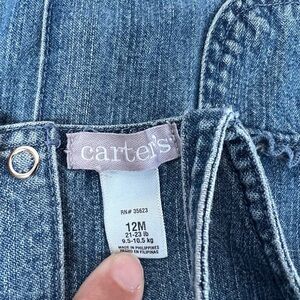 carter's
RN# 35623
12M
21-23 lb
9.5-10.5 kg
MADE IN PHILIPPINES
HECHO EN FILIPINAS